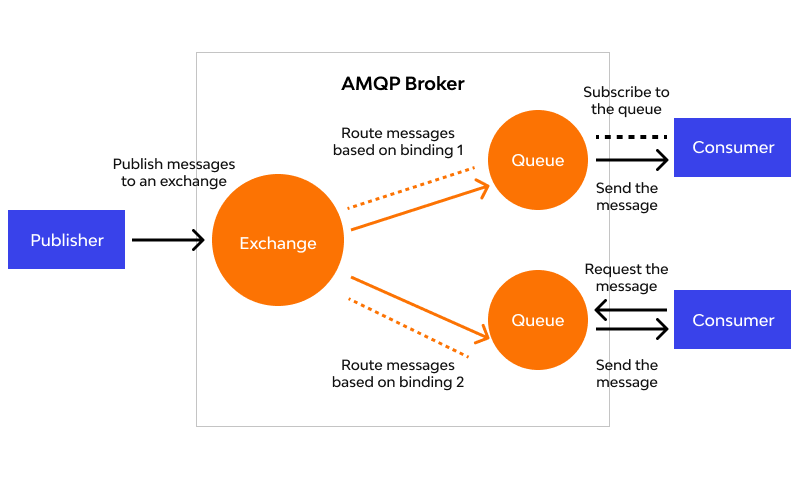 AMQP Broker
Publish messages
to an exchange
Publisher
Exchange
Route messages
based on binding 1
Queue
Subscribe to
the queue
Consumer
Send the
message
Route messages
based on binding 2
Queue
Request the
message
Consumer
Send the
message